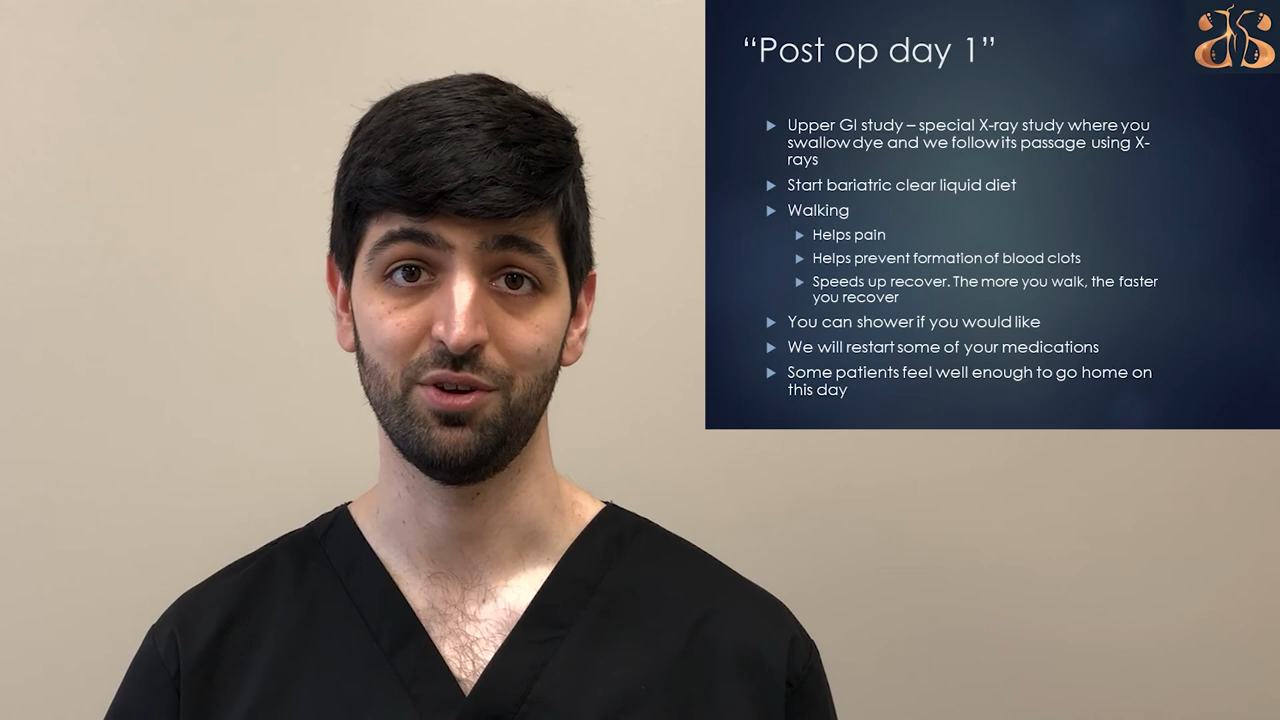 “Post op day 1”
Upper GI study – special X-ray study where you
swallow dye and we follow its passage using X-
rays
Start bariatric clear liquid diet
Walking
Helps pain
Helps prevent formation of blood clots
Speeds up recover. The more you walk, the faster
you recover
You can shower if you would like
We will restart some of your medications
Some patients feel well enough to go home on
this day